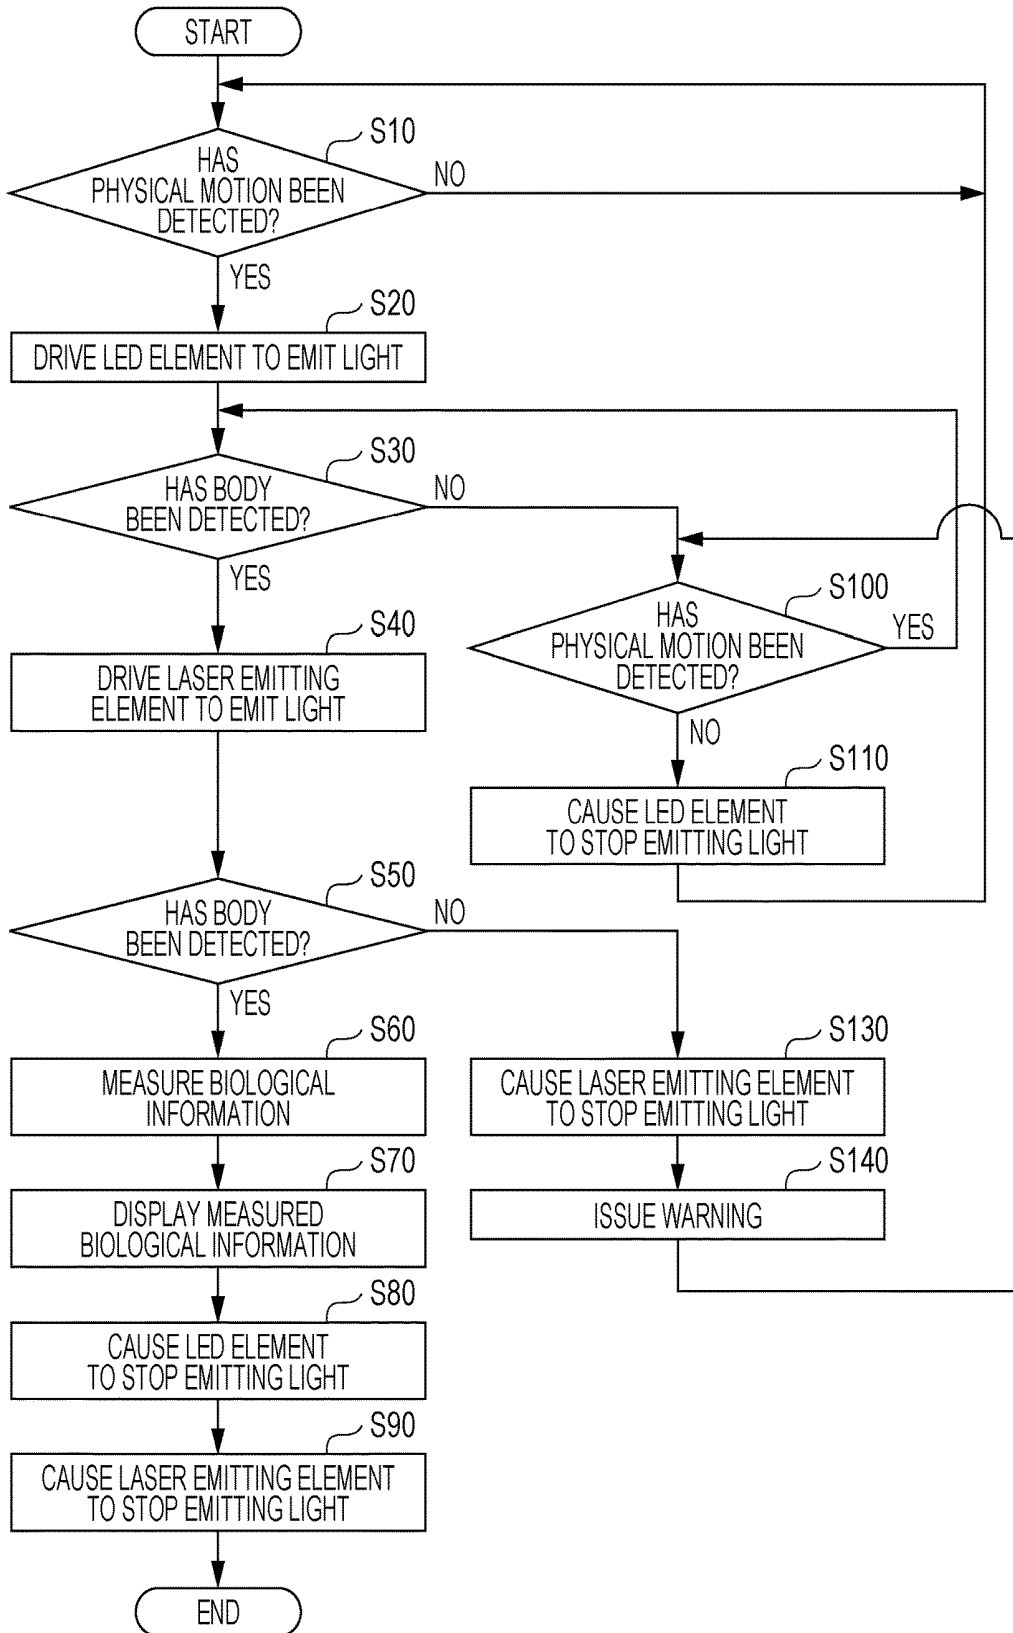 START
S10
HAS
PHYSICAL MOTION BEEN
DETECTED?
NO
YES
S20
DRIVE LED ELEMENT TO EMIT LIGHT
S30
HAS BODY
BEEN DETECTED?
NO
YES
S100
HAS
PHYSICAL MOTION BEEN
DETECTED?
YES
NO
S40
DRIVE LASER EMITTING
ELEMENT TO EMIT LIGHT
S110
CAUSE LED ELEMENT
TO STOP EMITTING LIGHT
S50
HAS BODY
BEEN DETECTED?
NO
YES
S60
MEASURE BIOLOGICAL
INFORMATION
S130
CAUSE LASER EMITTING ELEMENT
TO STOP EMITTING LIGHT
S70
DISPLAY MEASURED
BIOLOGICAL INFORMATION
S140
ISSUE WARNING
S80
CAUSE LED ELEMENT
TO STOP EMITTING LIGHT
S90
CAUSE LASER EMITTING ELEMENT
TO STOP EMITTING LIGHT
END